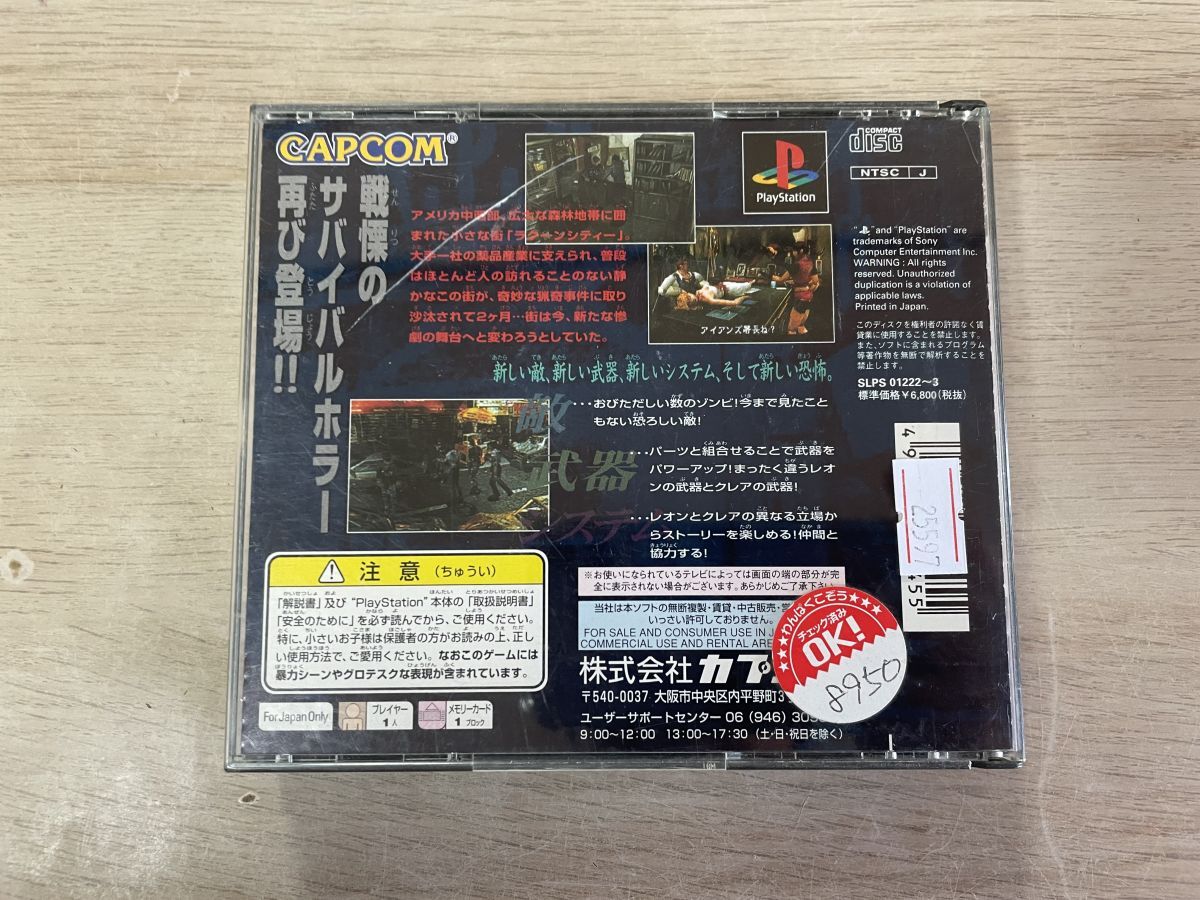 CAPCOM®
戦慄の
サバイバルホラー
再び登場!!
アメリカ中西部、広大な森林地帯に囲
まれた小さな街「ラクーンシティー」。
大手一社の薬品産業に支えられ、普段
はほとんど人の訪れることのない静
かなこの街が、奇妙な猟奇事件に取り
沙汰されて2ヶ月…街は今、新たな惨
劇の舞台へと変わろうとしていた。
アイアンズ署長ね?
新しい敵、新しい武器、新しいシステム、そして新しい恐怖。
敵
…おびただしい数のゾンビ!今まで見たこと
もない恐ろしい敵!
武器
…パーツと組合せることで武器を
パワーアップ!まったく違うレオ
ンの武器とクレアの武器!
システム
…レオンとクレアの異なる立場か
らストーリーを楽しめる!仲間と
協力する!
PlayStation
COMPACT
disc
NTSC J
" " and "PlayStation" are
trademarks of Sony
Computer Entertainment Inc.
WARNING : All rights
reserved. Unauthorized
duplication is a violation of
applicable laws.
Printed in Japan.
このディスクを権利者の許諾なく賃
貸業に使用することを禁止します。
また、ソフトに含まれるプログラム
等著作物を無断で解析することを
禁止します。
SLPS 01222〜3
標準価格¥6,800(税抜)
4 9
455
25597
注意(ちゅうい)
「解説書」及び "PlayStation" 本体の「取扱説明書」
「安全のために」を必ず読んでから、ご使用ください。
特に、小さいお子様は保護者の方がお読みの上、正し
い使用方法で、ご愛用ください。なおこのゲームには
暴力シーンやグロテスクな表現が含まれています。
For Japan Only
プレイヤー
1人
メモリーカード
1ブロック
※お使いになられているテレビによっては画面の端の部分が完
全に表示されない場合がございます。あらかじめご了承下さい
当社は本ソフトの無断複製・賃貸・中古販売・営
いっさい許可しておりません。
FOR SALE AND CONSUMER USE IN J
COMMERCIAL USE AND RENTAL ARE
株式会社カプ
〒540-0037 大阪市中央区内平野町3
ユーザーサポートセンター 06 (946) 30
9:00〜12:00 13:00〜17:30 (土・日・祝日を除く)
わんぱくこぞう
チェック済み
OK!
8950